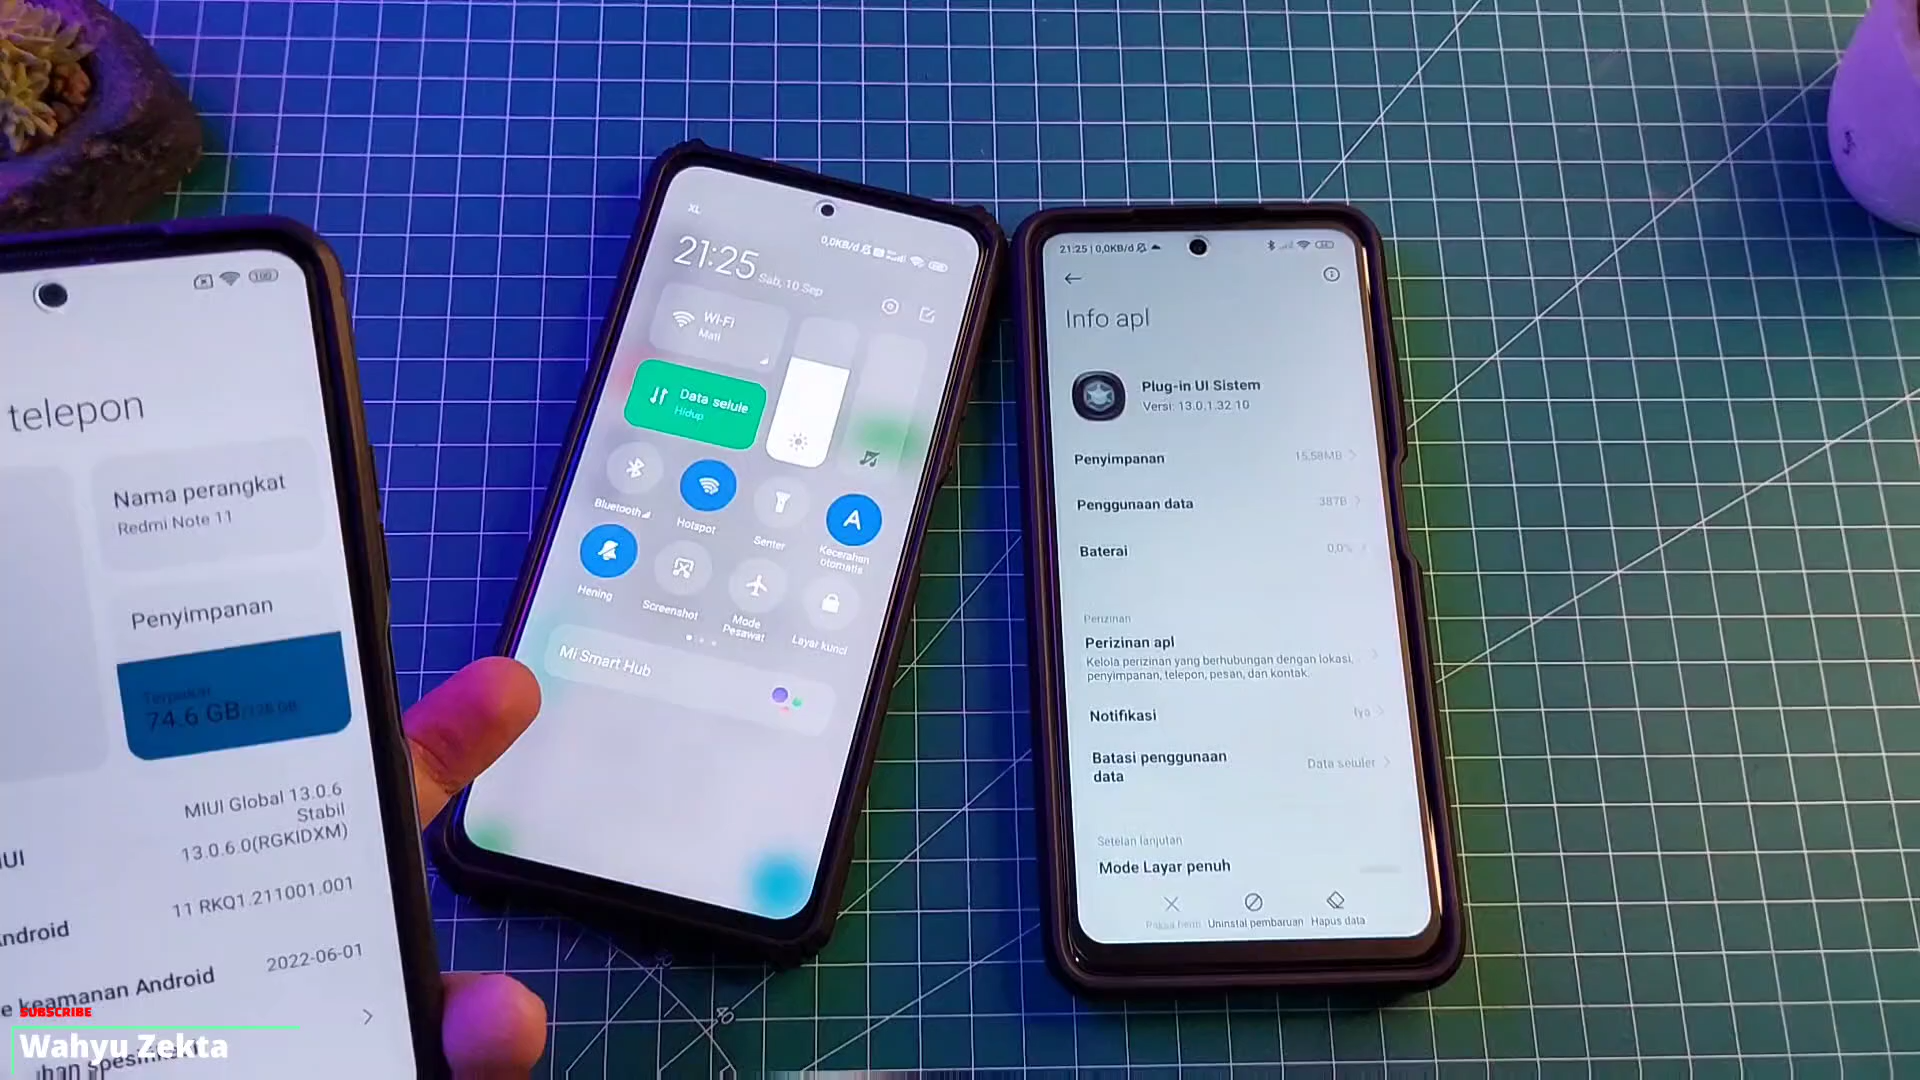 telepon
Nama perangkat
Redmi Note 11
Penyimpanan
Terpakai
74.6 GB/128 GB
MIUI Global 13.0.6
Stabil
13.0.6.0(RGKIDXM)
11 RKQ1.211001.001
ndroid
2022-06-01
e keamanan Android
SUBSCRIBE
Wahyu Zekta
XL
0,0KB/d
21:25
Sab, 10 Sep
Wi-Fi
Mati
Data selule
Hidup
Bluetooth
Hotspot
Senter
A
Kecerahan
otomatis
Hening
Screenshot
Mode
Pesawat
Layar kunci
Mi Smart Hub
21:25 | 0,0KB/d
Info apl
Plug-in UI Sistem
Versi: 13.0.1.32.10
Penyimpanan
15,58MB
Penggunaan data
387B
Baterai
0,0%
Perizinan
Perizinan apl
Kelola perizinan yang berhubungan dengan lokasi,
penyimpanan, telepon, pesan, dan kontak.
Notifikasi
Iya
Batasi penggunaan
data
Data seluler
Setelan lanjutan
Mode Layar penuh
Paksa henti
Uninstal pembaruan
Hapus data